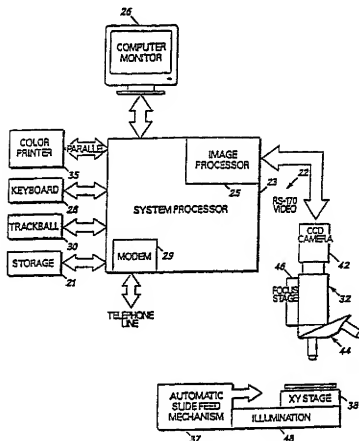 26
COMPUTER
MONITOR
COLOR
PRINTER
PARALLEL
35
KEYBOARD
28
TRACKBALL
30
STORAGE
21
IMAGE
PROCESSOR
25
23
22
SYSTEM PROCESSOR
MODEM
29
TELEPHONE
LINE
RS-170
VIDEO
CCD
CAMERA
42
46
FOCUS
STAGE
32
44
AUTOMATIC
SLIDE FEED
MECHANISM
37
XY STAGE
38
ILLUMINATION
48